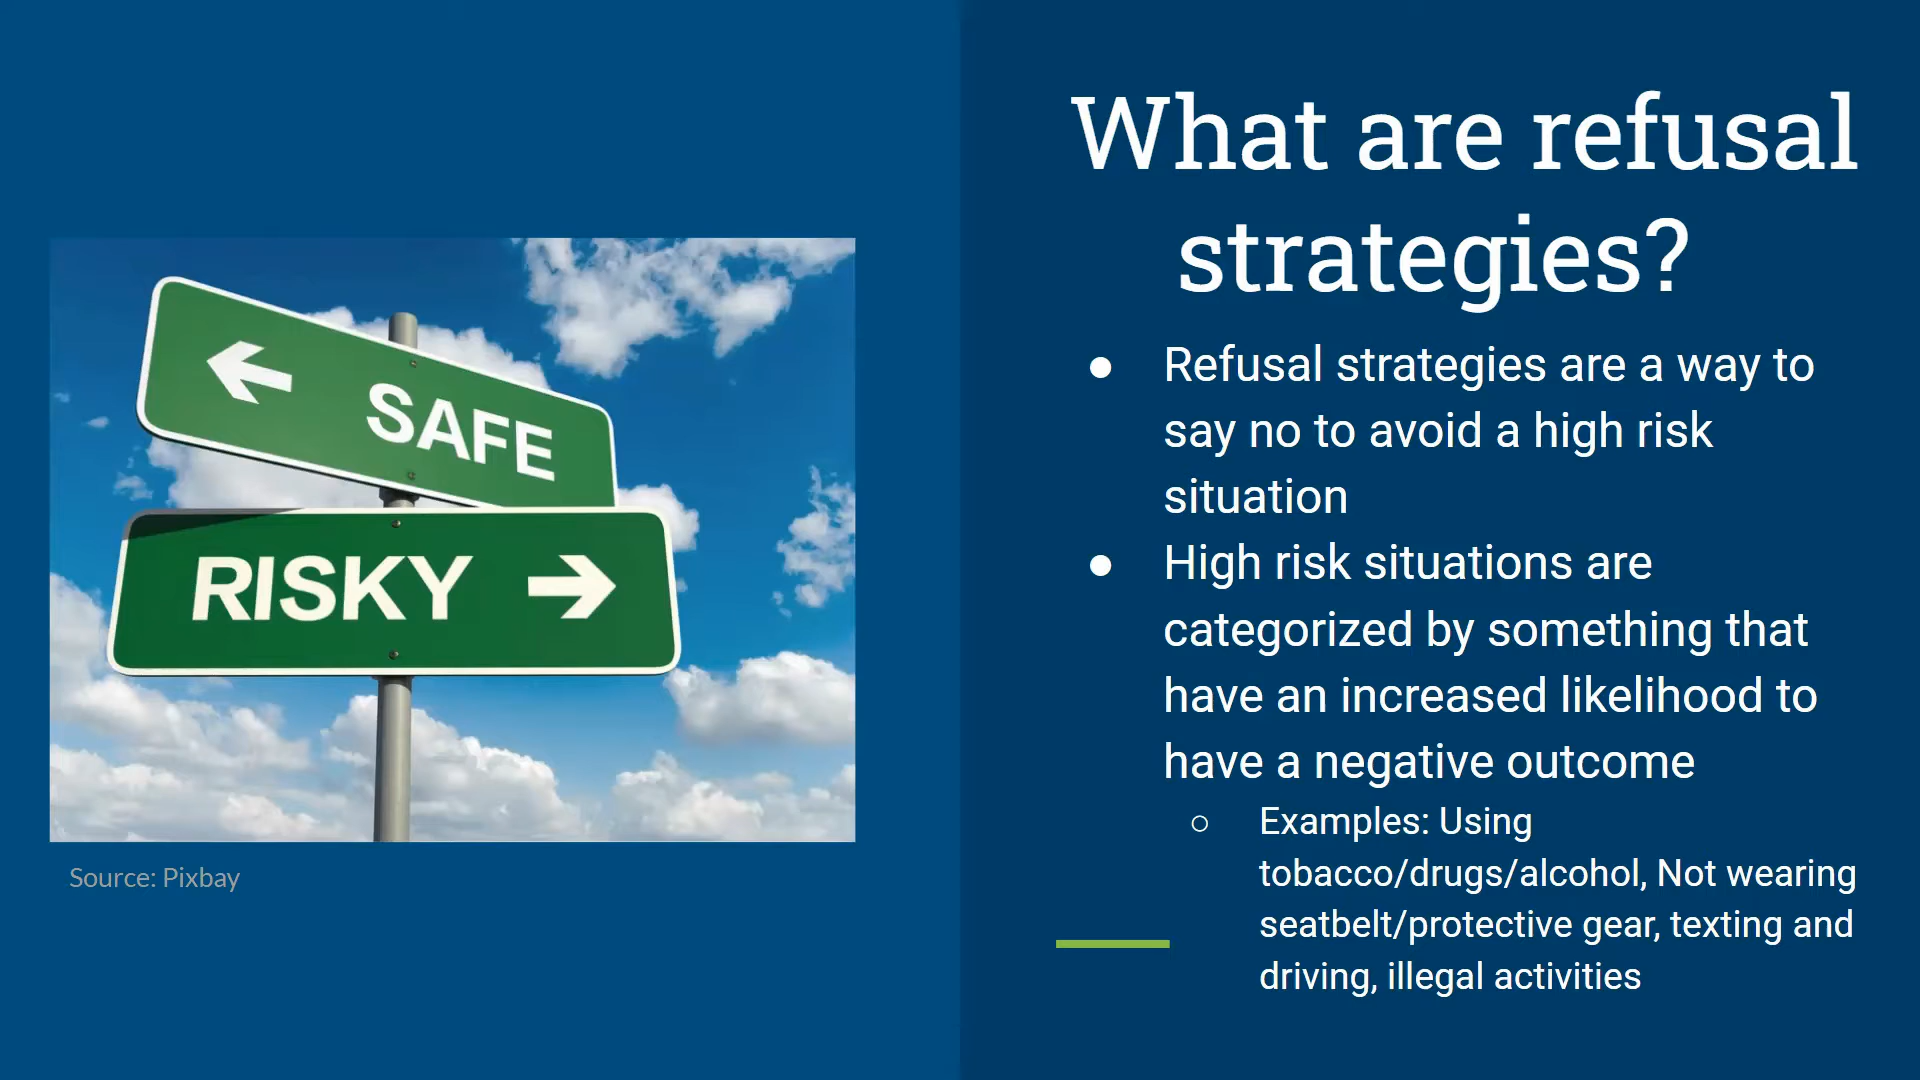 What are refusal
strategies?
SAFE
RISKY
Source: Pixbay
● Refusal strategies are a way to
say no to avoid a high risk
situation
● High risk situations are
categorized by something that
have an increased likelihood to
have a negative outcome
○ Examples: Using
tobacco/drugs/alcohol, Not wearing
seatbelt/protective gear, texting and
driving, illegal activities